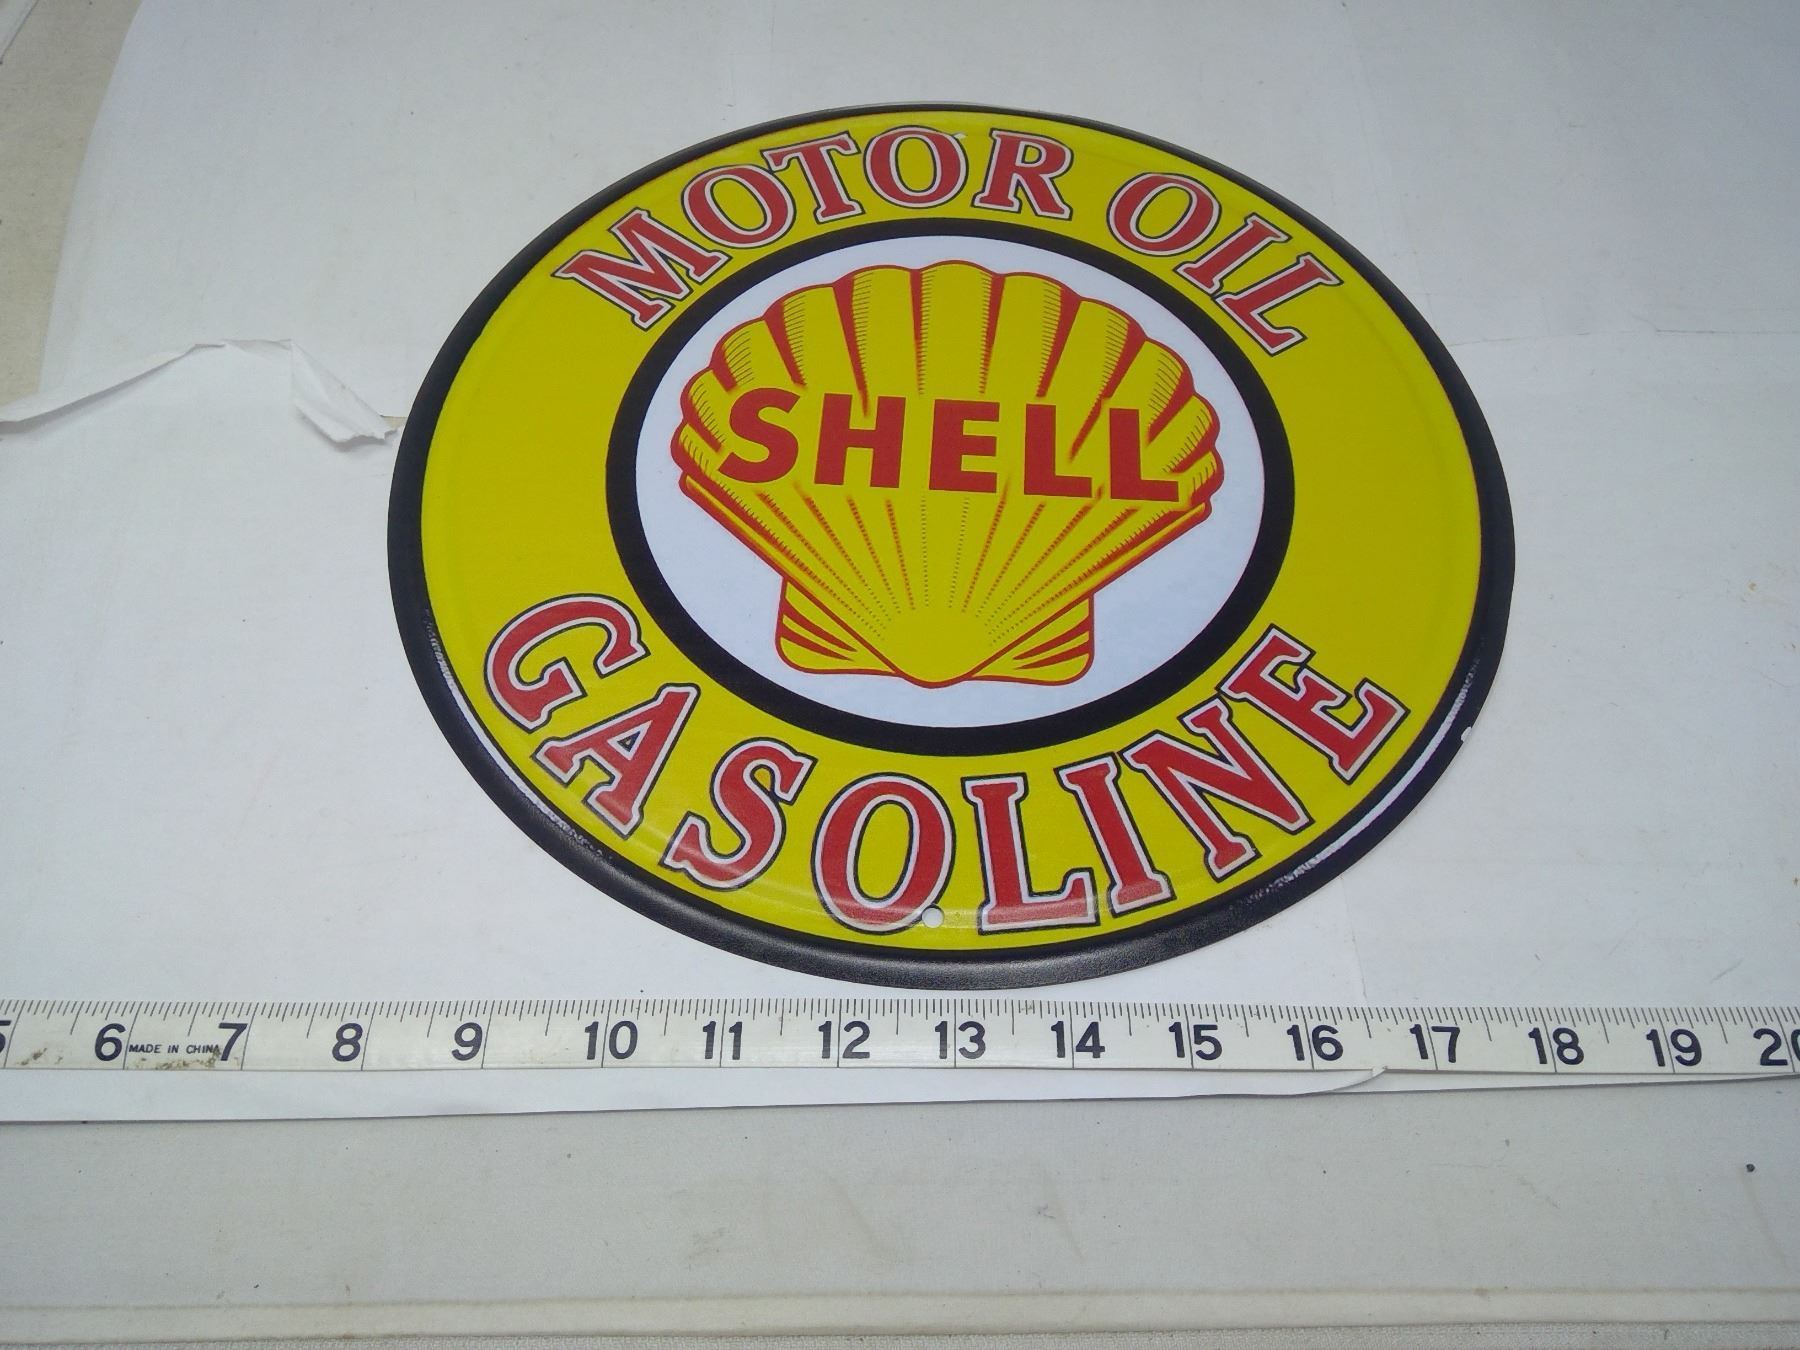 MOTOR OIL
SHELL
GASOLINE
6 7 8 9 10 11 12 13 14 15 16 17 18 19 20
MADE IN CHINA